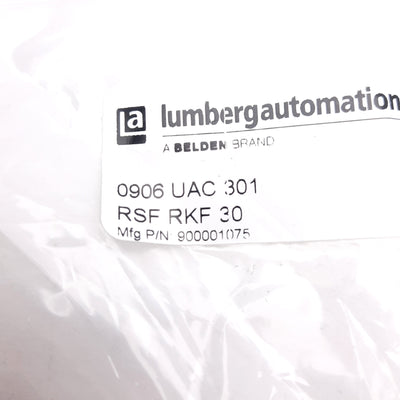 la lumbergautomation
A BELDEN BRAND
0906 UAC 301
RSF RKF 30
Mfg P/N: 900001075